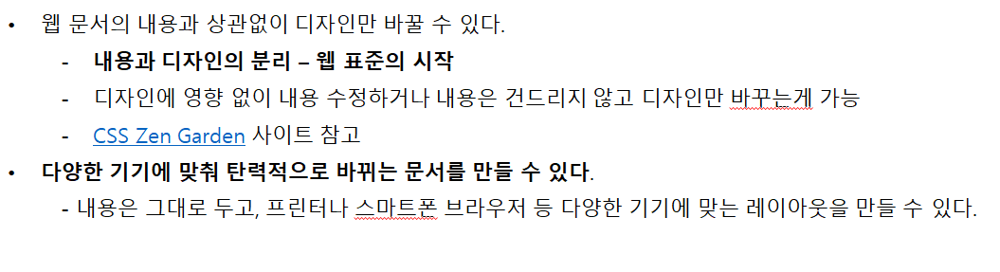 • 웹 문서의 내용과 상관없이 디자인만 바꿀 수 있다.
- 내용과 디자인의 분리 – 웹 표준의 시작
- 디자인에 영향 없이 내용 수정하거나 내용은 건드리지 않고 디자인만 바꾸는게 가능
- CSS Zen Garden 사이트 참고
• 다양한 기기에 맞춰 탄력적으로 바뀌는 문서를 만들 수 있다.
- 내용은 그대로 두고, 프린터나 스마트폰 브라우저 등 다양한 기기에 맞는 레이아웃을 만들 수 있다.